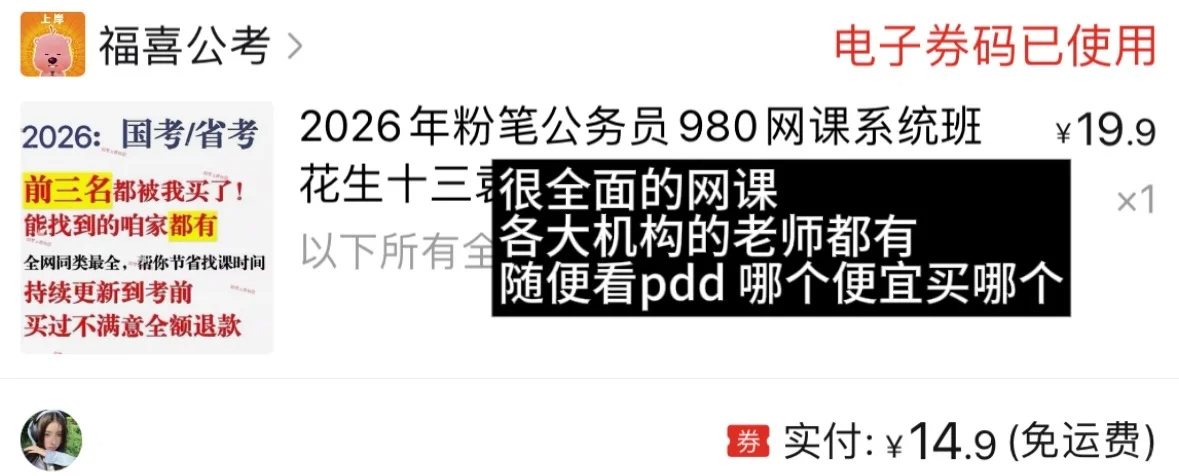 上岸
福喜公考
电子券码已使用
2026：国考/省考
前三名都被我买了！
能找到的咱家都有
全网同类最全，帮你节省找课时间
持续更新到考前
买过不满意全额退款
2026年粉笔公务员980网课系统班
¥19.9
花生十三
×1
以下所有全
很全面的网课
各大机构的老师都有
随便看pdd 哪个便宜买哪个
券 实付: ¥14.9 (免运费)